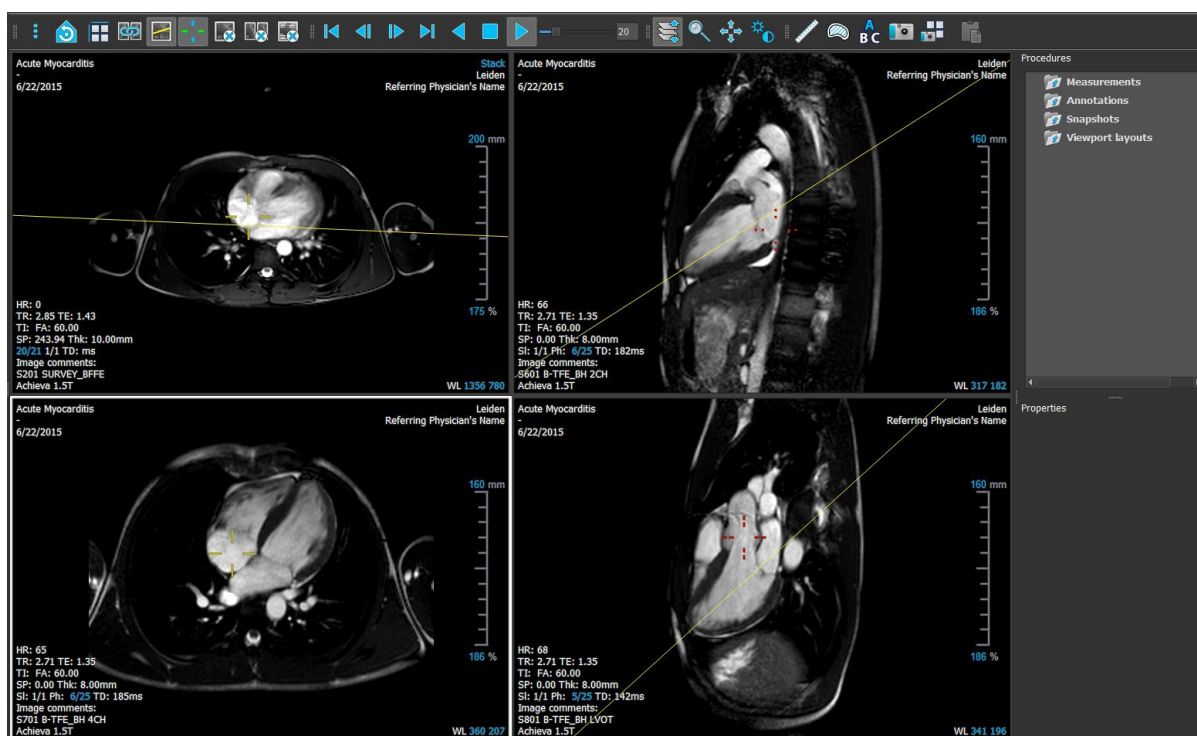 20
A
B C
Procedures
Measurements
Annotations
Snapshots
Viewport layouts
Properties
Acute Myocarditis
-
6/22/2015
Stack
Leiden
Referring Physician's Name
200 mm
175 %
HR: 0
TR: 2.85 TE: 1.43
TI: FA: 60.00
SP: 243.94 Thk: 10.00mm
20/21 1/1 TD: ms
Image comments:
S201 SURVEY_BFFE
Achieva 1.5T
WL 1356 780
Acute Myocarditis
-
6/22/2015
Leiden
Referring Physician's Name
160 mm
186 %
HR: 66
TR: 2.71 TE: 1.35
TI: FA: 60.00
SP: 0.00 Thk: 8.00mm
Sl: 1/1 Ph: 6/25 TD: 182ms
Image comments:
S601 B-TFE_BH 2CH
Achieva 1.5T
WL 317 182
Acute Myocarditis
-
6/22/2015
Leiden
Referring Physician's Name
160 mm
186 %
HR: 65
TR: 2.71 TE: 1.35
TI: FA: 60.00
SP: 0.00 Thk: 8.00mm
Sl: 1/1 Ph: 6/25 TD: 185ms
Image comments:
S701 B-TFE_BH 4CH
Achieva 1.5T
WL 360 207
Acute Myocarditis
-
6/22/2015
Leiden
Referring Physician's Name
160 mm
186 %
HR: 68
TR: 2.71 TE: 1.35
TI: FA: 60.00
SP: 0.00 Thk: 8.00mm
Sl: 1/1 Ph: 5/25 TD: 142ms
Image comments:
S801 B-TFE_BH LVOT
Achieva 1.5T
WL 341 196